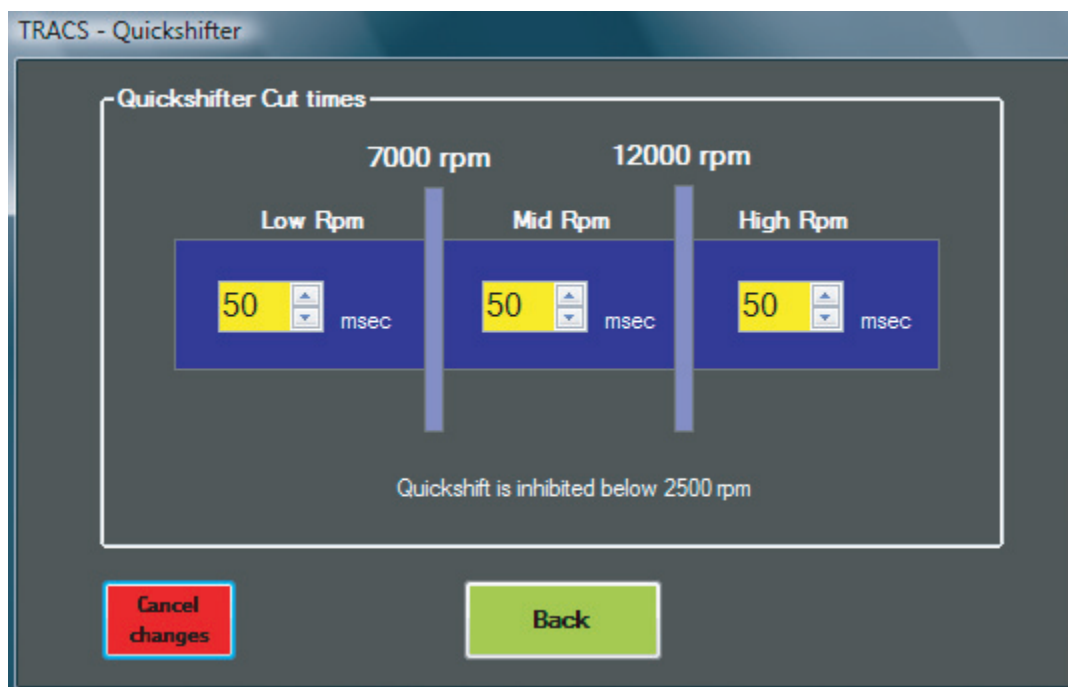 TRACS - Quickshifter
Quickshifter Cut times
7000 rpm 12000 rpm
Low Rpm Mid Rpm High Rpm
50 msec 50 msec 50 msec
Quickshift is inhibited below 2500 rpm
Cancel
changes
Back